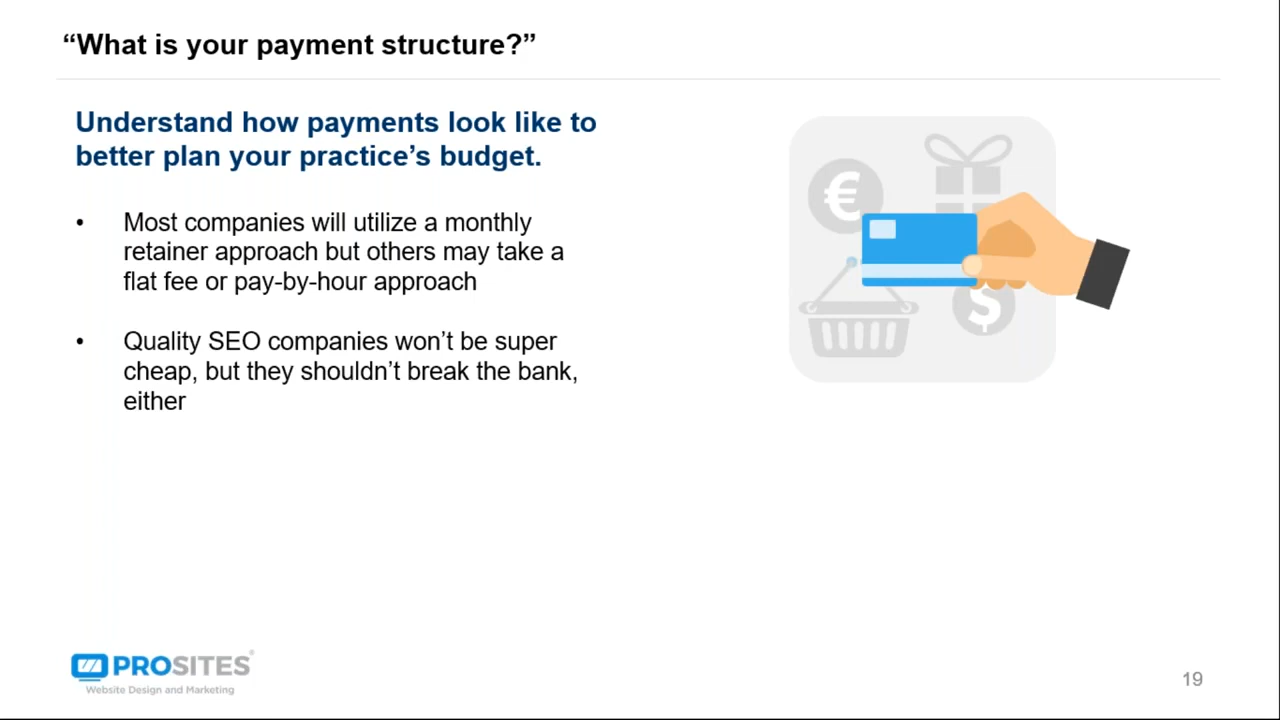 “What is your payment structure?”
Understand how payments look like to
better plan your practice’s budget.
• Most companies will utilize a monthly
retainer approach but others may take a
flat fee or pay-by-hour approach
• Quality SEO companies won’t be super
cheap, but they shouldn’t break the bank,
either
€
$
PROSITES®
Website Design and Marketing
19